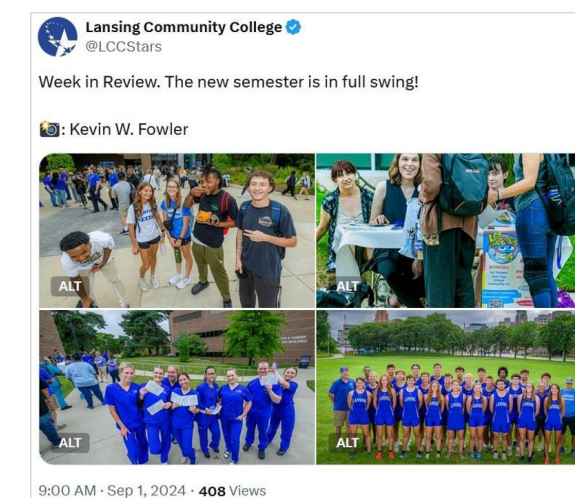 Lansing Community College
@LCCStars
Week in Review. The new semester is in full swing!
: Kevin W. Fowler
ALT
ALT
ALT
ALT
9:00 AM · Sep 1, 2024 · 408 Views